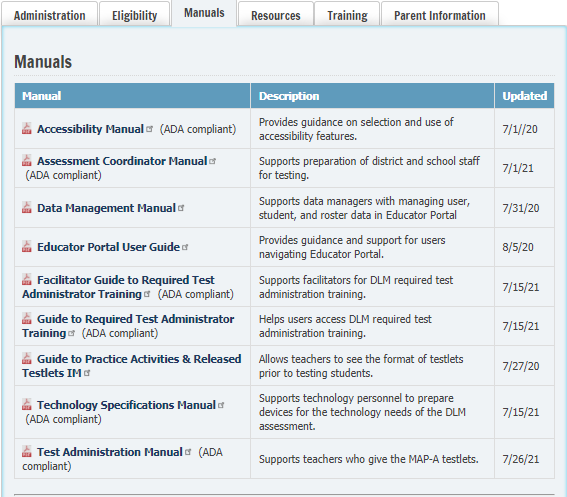 Administration
Eligibility
Manuals
Resources
Training
Parent Information
Manuals
Manual
Description
Updated
Accessibility Manual (ADA compliant)
Provides guidance on selection and use of
accessibility features.
7/1//20
Assessment Coordinator Manual
(ADA compliant)
Supports preparation of district and school staff
for testing.
7/1/21
Data Management Manual
Supports data managers with managing user,
student, and roster data in Educator Portal
7/31/20
Educator Portal User Guide
Provides guidance and support for users
navigating Educator Portal.
8/5/20
Facilitator Guide to Required Test
Administrator Training (ADA compliant)
Supports facilitators for DLM required test
administration training.
7/15/21
Guide to Required Test Administrator
Training (ADA compliant)
Helps users access DLM required test
administration training.
7/15/21
Guide to Practice Activities & Released
Testlets IM
Allows teachers to see the format of testlets
prior to testing students.
7/27/20
Technology Specifications Manual
(ADA compliant)
Supports technology personnel to prepare
devices for the technology needs of the DLM
assessment.
7/15/21
Test Administration Manual (ADA
compliant)
Supports teachers who give the MAP-A testlets.
7/26/21